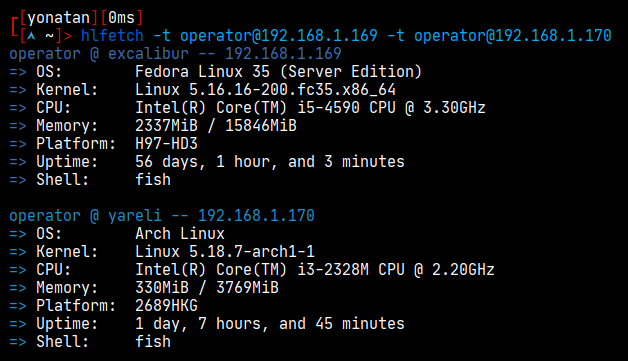 ┌[yonatan][0ms]
└[^ ~]> hlfetch -t operator@192.168.1.169 -t operator@192.168.1.170
operator @ excalibur -- 192.168.1.169
=> OS:       Fedora Linux 35 (Server Edition)
=> Kernel:   Linux 5.16.16-200.fc35.x86_64
=> CPU:      Intel(R) Core(TM) i5-4590 CPU @ 3.30GHz
=> Memory:   2337MiB / 15846MiB
=> Platform: H97-HD3
=> Uptime:   56 days, 1 hour, and 3 minutes
=> Shell:    fish

operator @ yareli -- 192.168.1.170
=> OS:       Arch Linux
=> Kernel:   Linux 5.18.7-arch1-1
=> CPU:      Intel(R) Core(TM) i3-2328M CPU @ 2.20GHz
=> Memory:   330MiB / 3769MiB
=> Platform: 2689HKG
=> Uptime:   1 day, 7 hours, and 45 minutes
=> Shell:    fish